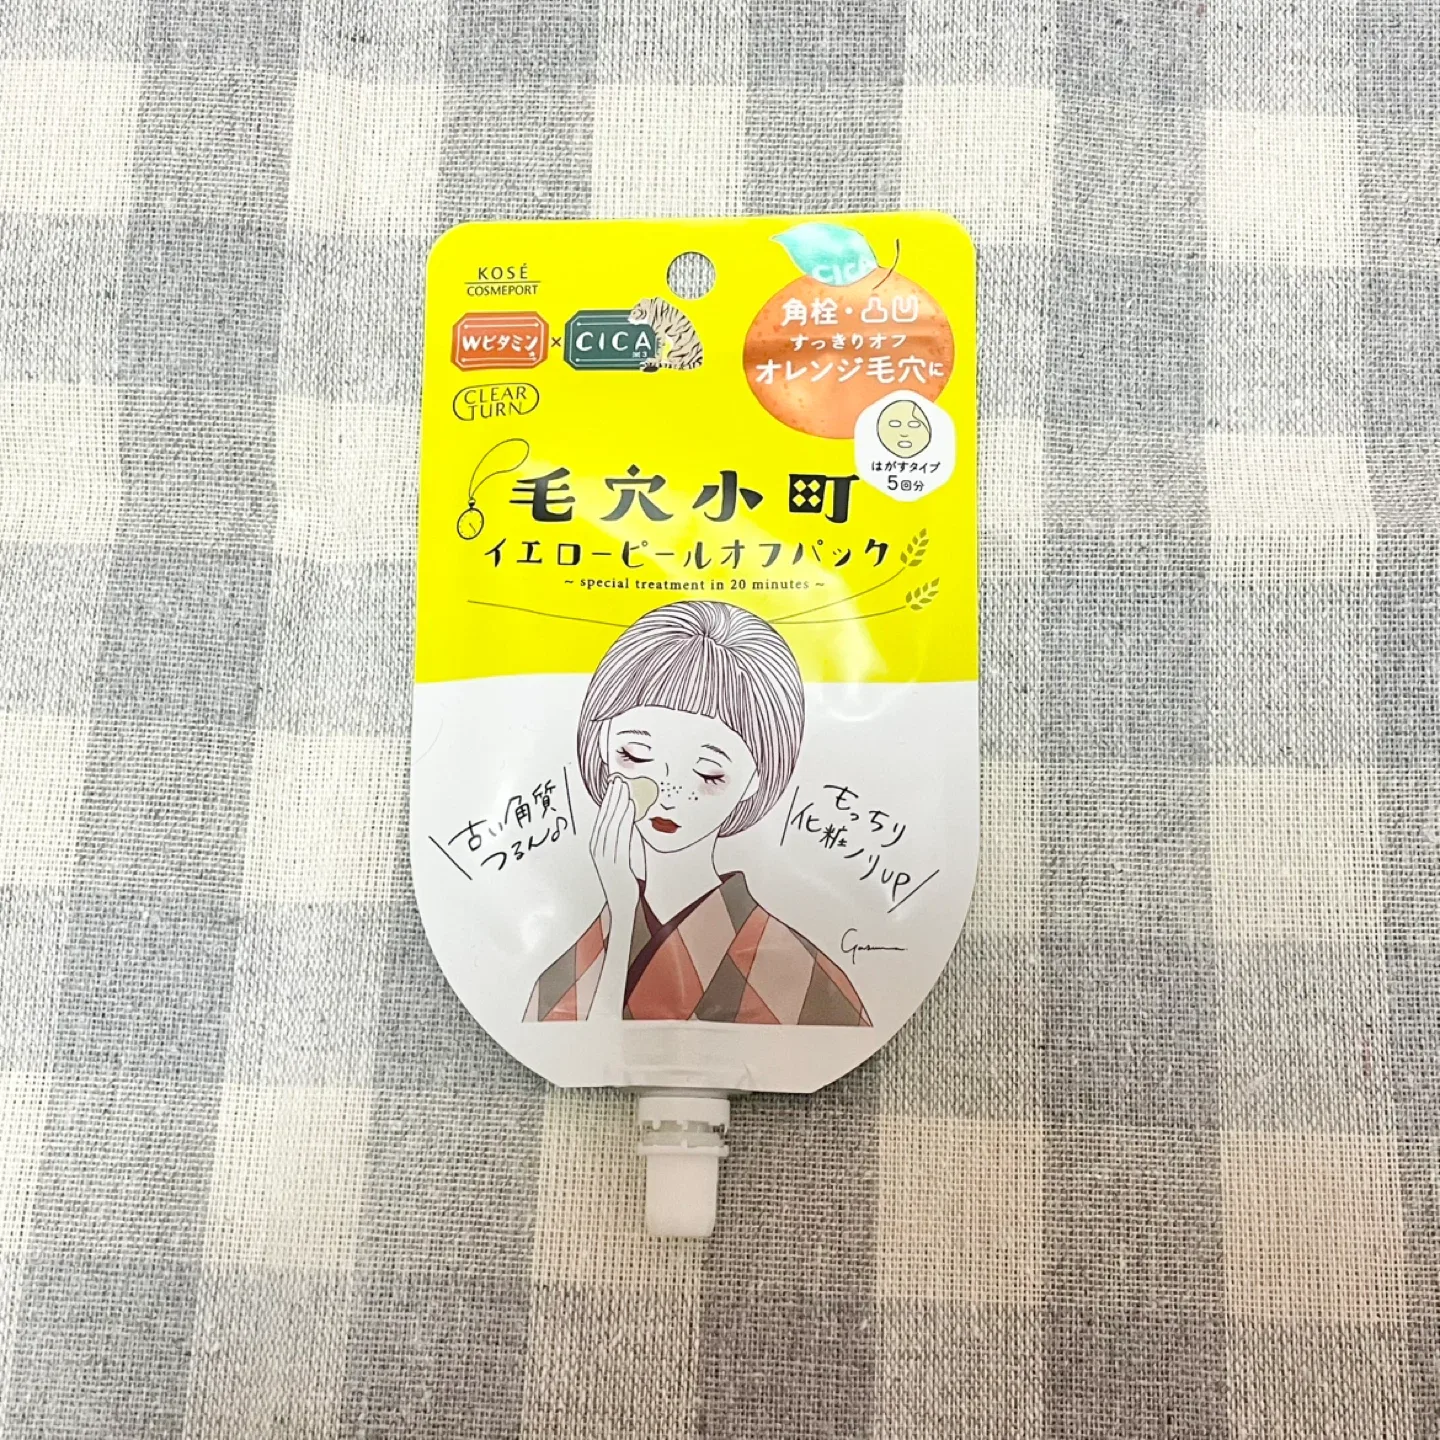 KOSÉ
COSMEPORT
Wビタミン
×
CICA
CLEAR
TURN
CICA
角栓・凸凹
すっきりオフ
オレンジ毛穴に
はがすタイプ
5回分
毛穴小町
イエローピールオフパック
~ special treatment in 20 minutes ~
古い角質
つるん♪
もっちり
化粧ノリUP